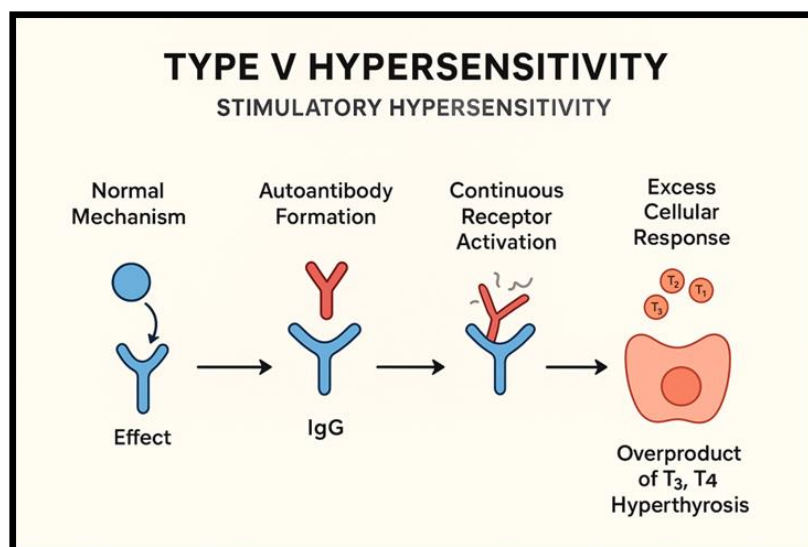 TYPE V HYPERSENSITIVITY
STIMULATORY HYPERSENSITIVITY
Normal
Mechanism
Effect
Autoantibody
Formation
IgG
Continuous
Receptor
Activation
Excess
Cellular
Response
T₂
T₁
T₃
Overproduct
of T₃, T4
Hyperthyrosis